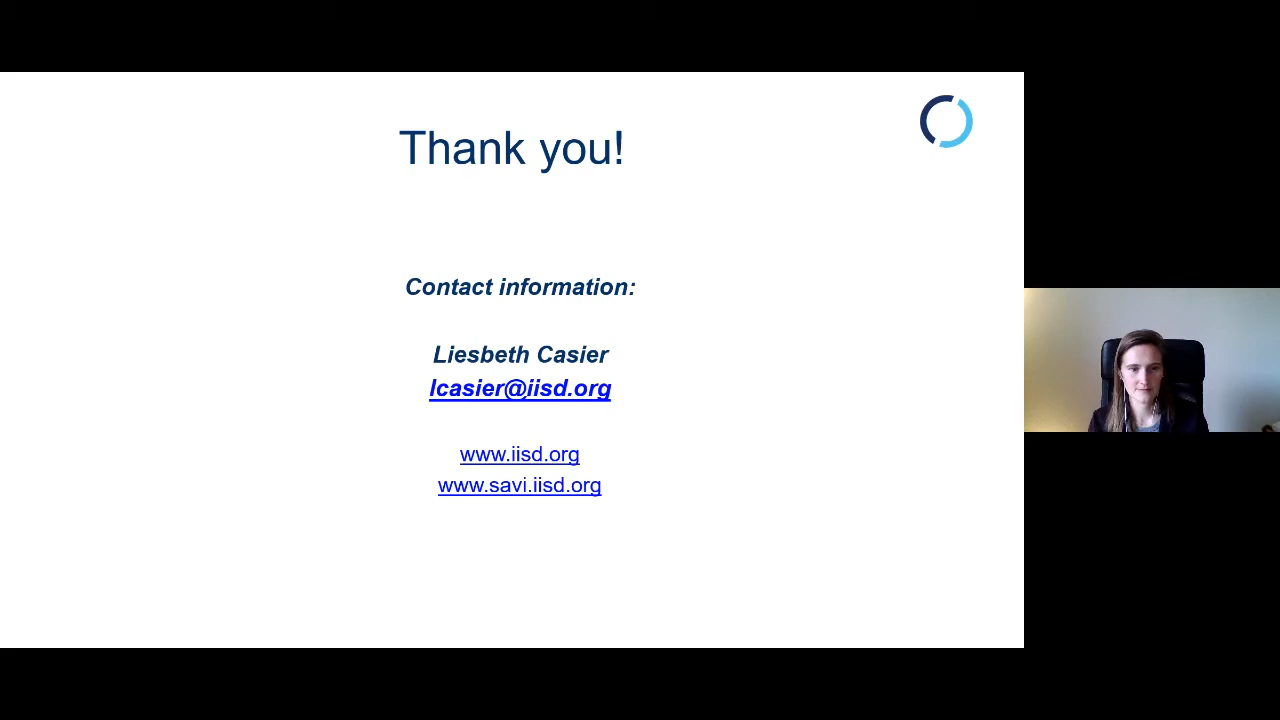 Thank you!
Contact information:
Liesbeth Casier
lcasier@iisd.org
www.iisd.org
www.savi.iisd.org